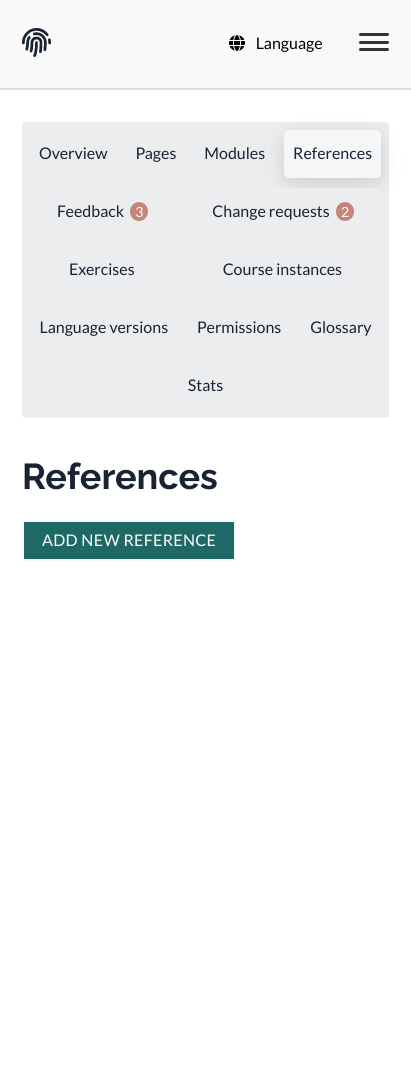 Language
Overview Pages Modules References
Feedback 3 Change requests 2
Exercises Course instances
Language versions Permissions Glossary
Stats
References
ADD NEW REFERENCE